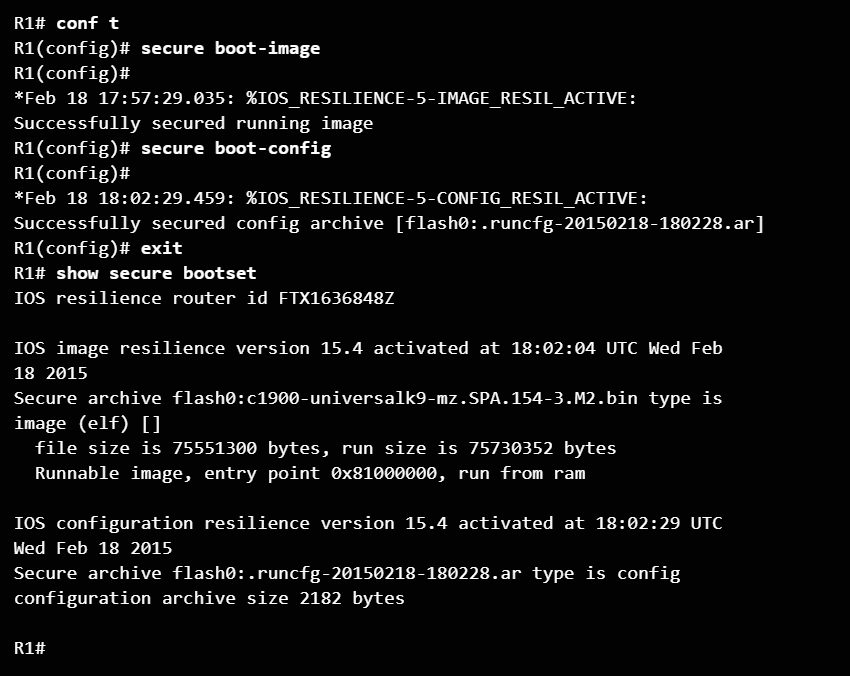 R1# conf t
R1(config)# secure boot-image
R1(config)#
*Feb 18 17:57:29.035: %IOS_RESILIENCE-5-IMAGE_RESIL_ACTIVE:
Successfully secured running image
R1(config)# secure boot-config
R1(config)#
*Feb 18 18:02:29.459: %IOS_RESILIENCE-5-CONFIG_RESIL_ACTIVE:
Successfully secured config archive [flash0:.runcfg-20150218-180228.ar]
R1(config)# exit
R1# show secure bootset
IOS resilience router id FTX1636848Z

IOS image resilience version 15.4 activated at 18:02:04 UTC Wed Feb
18 2015
Secure archive flash0:c1900-universalk9-mz.SPA.154-3.M2.bin type is
image (elf) []
  file size is 75551300 bytes, run size is 75730352 bytes
  Runnable image, entry point 0x81000000, run from ram

IOS configuration resilience version 15.4 activated at 18:02:29 UTC
Wed Feb 18 2015
Secure archive flash0:.runcfg-20150218-180228.ar type is config
configuration archive size 2182 bytes

R1#